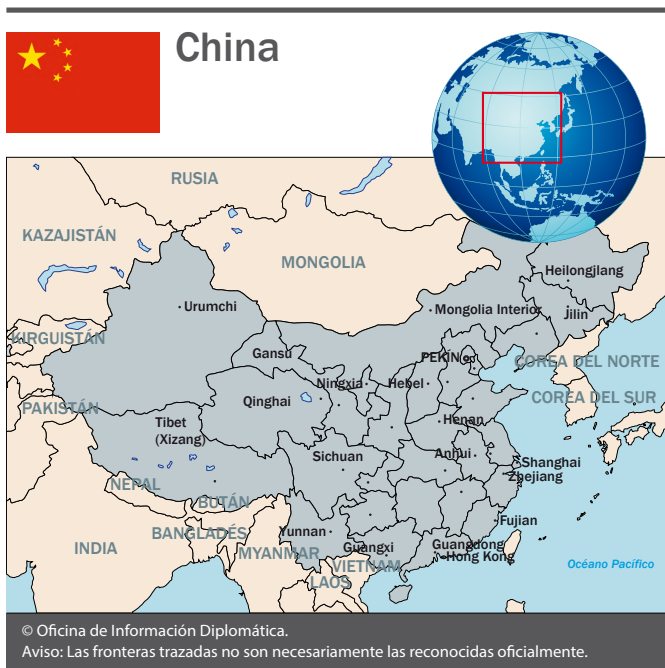 China
RUSIA
KAZAJISTÁN
MONGOLIA
Heilongjlang
Urumchi
Mongolia Interior
Jilin
KIRGUISTÁN
Gansu
PEKÍN
COREA DEL NORTE
Ningxia
Hebel
Qinghai
COREA DEL SUR
PAKISTÁN
Tibet
(Xizang)
Henan
Sichuan
Anhui
Shanghai
Zhejiang
NEPAL
BUTÁN
Fujian
BANGLADÉS
Yunnan
INDIA
MYANMAR
Guangxi
Guangdong
Hong Kong
VIETNAM
LAOS
Océano Pacífico
© Oficina de Información Diplomática.
Aviso: Las fronteras trazadas no son necesariamente las reconocidas oficialmente.